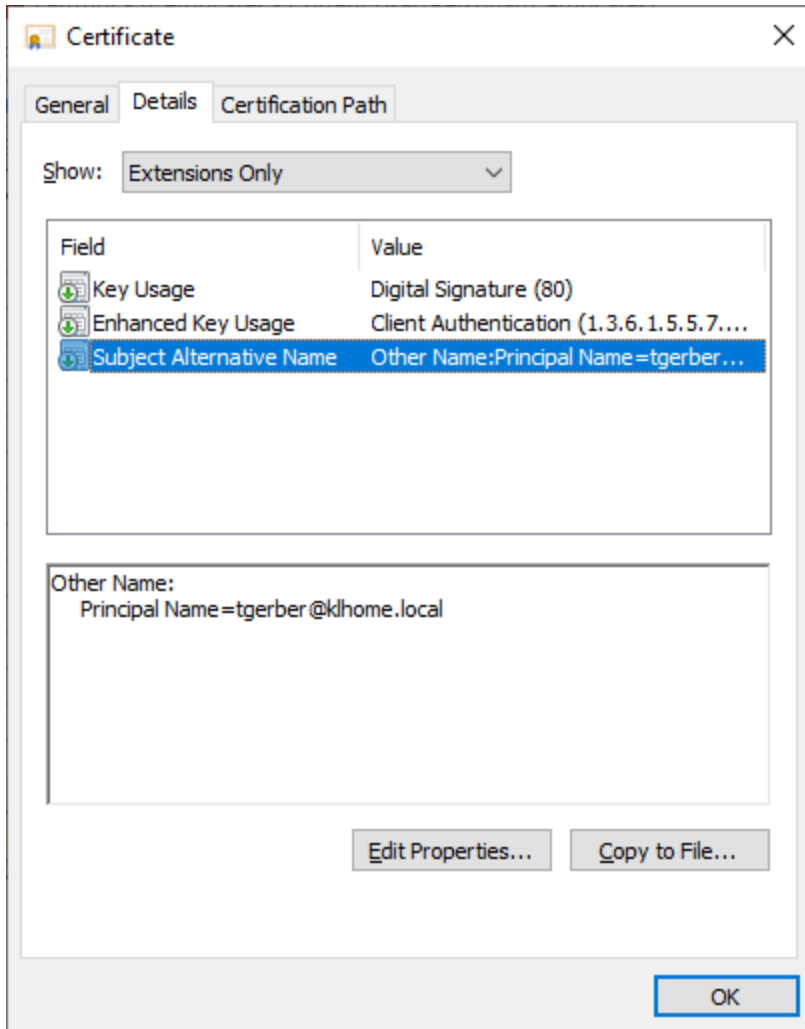 Certificate
General Details Certification Path
Show: Extensions Only
Field Value
Key Usage Digital Signature (80)
Enhanced Key Usage Client Authentication (1.3.6.1.5.5.7....
Subject Alternative Name Other Name:Principal Name=tgerber...
Other Name:
Principal Name=tgerber@klhome.local
Edit Properties... Copy to File...
OK